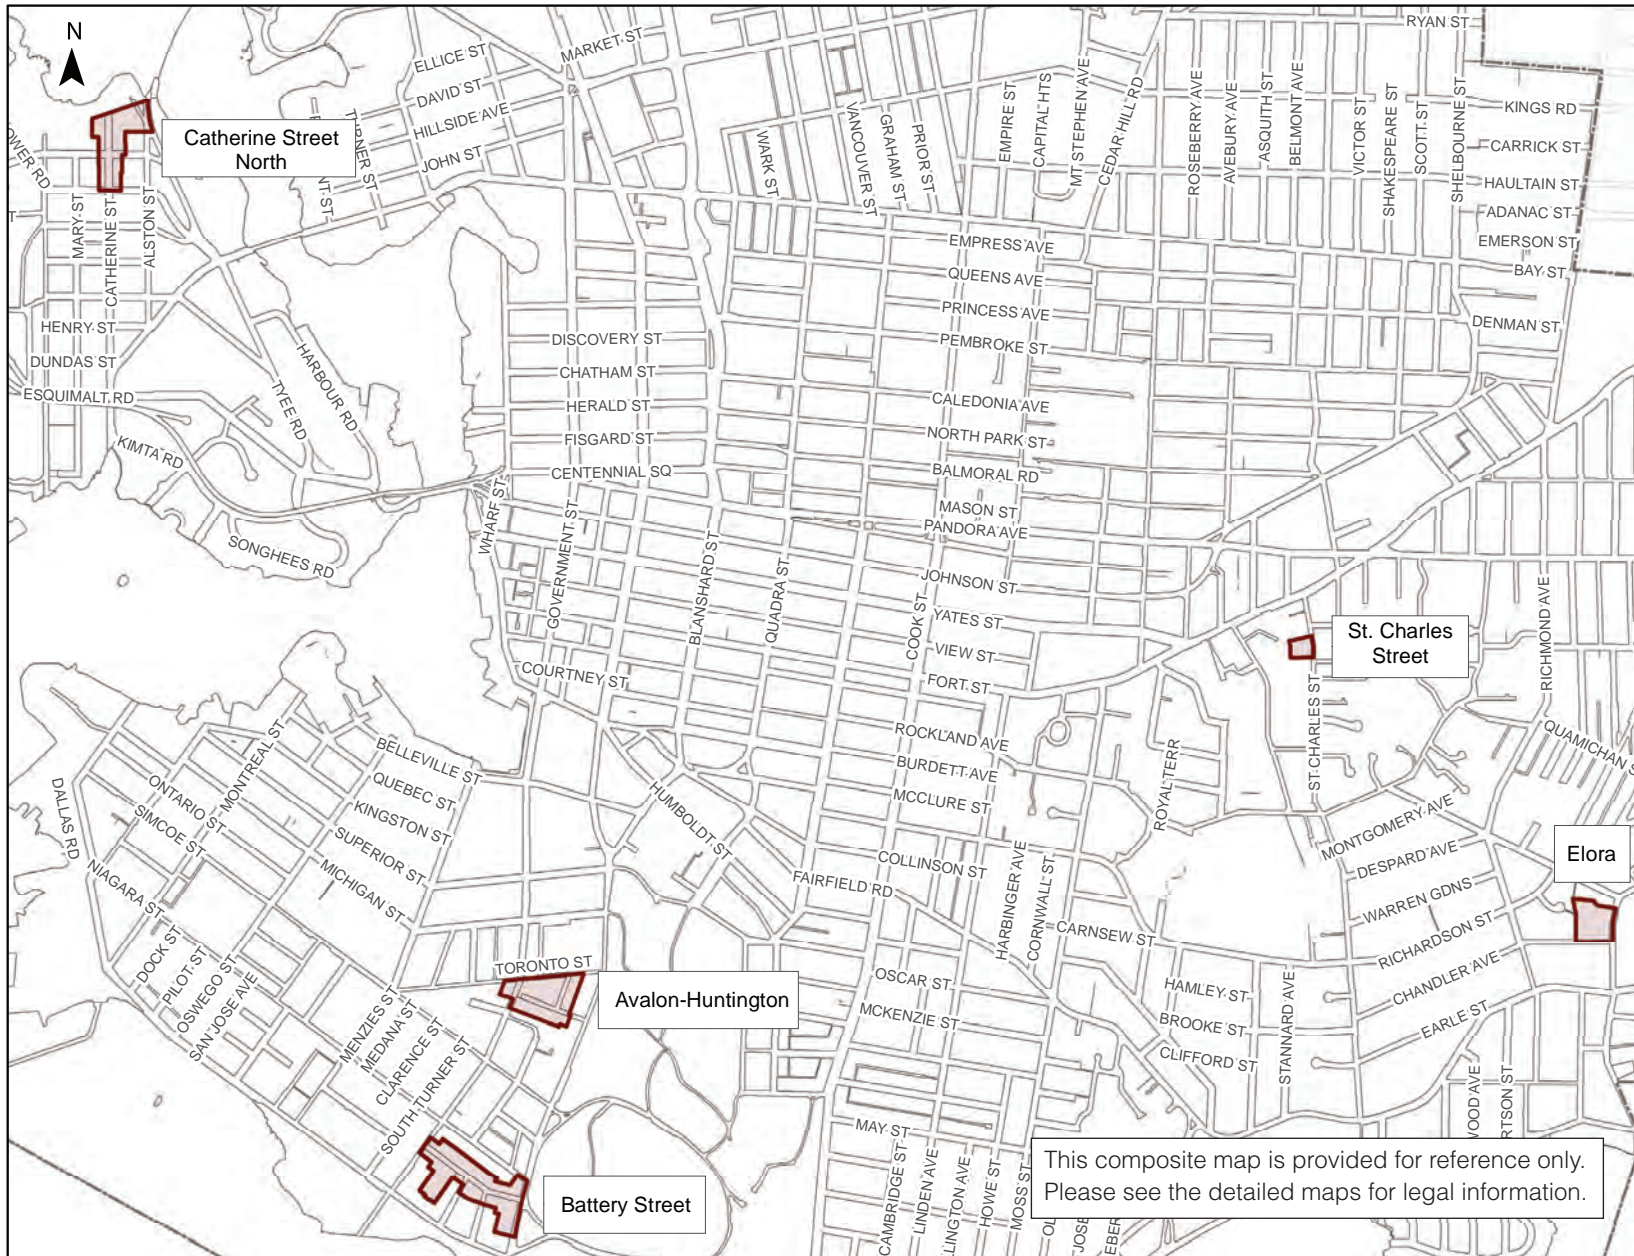 N
RYAN ST
MARKET ST
ELLICE ST
DAVID ST
HILLSIDE AVE
JOHN ST
TURNER ST
Catherine Street
North
MARY ST
CATHERINE ST
ALSTON ST
HENRY ST
DUNDAS ST
ESQUIMALT RD
KIMTA RD
TYEE RD
HARBOUR RD
SONGHEES RD
WARK ST
VANCOUVER ST
GRAHAM ST
PRIOR ST
EMPIRE ST
CAPITAL HTS
MT STEPHEN AVE
CEDAR HILL RD
ROSEBERRY AVE
AVEBURY AVE
ASQUITH ST
BELMONT AVE
VICTOR ST
SHAKESPEARE ST
SCOTT ST
SHELBOURNE ST
KINGS RD
CARRICK ST
HAULTAIN ST
ADANAC ST
EMERSON ST
BAY ST
DENMAN ST
EMPRESS AVE
QUEENS AVE
PRINCESS AVE
PEMBROKE ST
CALEDONIA AVE
NORTH PARK ST
BALMORAL RD
MASON ST
PANDORA AVE
JOHNSON ST
YATES ST
VIEW ST
FORT ST
DISCOVERY ST
CHATHAM ST
HERALD ST
FISGARD ST
CENTENNIAL SQ
WHARF ST
GOVERNMENT ST
BLANSHARD ST
QUADRA ST
COOK ST
COURTNEY ST
ROCKLAND AVE
BURDETT AVE
MCCLURE ST
COLLINSON ST
FAIRFIELD RD
HUMBOLDT ST
St. Charles
Street
RICHMOND AVE
ST CHARLES ST
ROYAL TERR
MONTGOMERY AVE
DESPARD AVE
WARREN GDNS
RICHARDSON ST
CHANDLER AVE
EARLE ST
Elora
BELLEVILLE ST
QUEBEC ST
KINGSTON ST
SUPERIOR ST
MICHIGAN ST
MONTREAL ST
ONTARIO ST
SIMCOE ST
DALLAS RD
NIAGARA ST
DOCK ST
PILOT ST
OSWEGO ST
SAN JOSE AVE
MENZIES ST
MEDANA ST
CLARENCE ST
SOUTH TURNER ST
TORONTO ST
Avalon-Huntington
Battery Street
HARBINGER AVE
CORNWALL ST
CARNSEW ST
OSCAR ST
MCKENZIE ST
HAMLEY ST
BROOKE ST
CLIFFORD ST
STANNARD AVE
MAY ST
CAMBRIDGE ST
LINDEN AVE
LLINGTON AVE
HOWE ST
MOSS ST
WOOD AVE
RTSON ST
This composite map is provided for reference only.
Please see the detailed maps for legal information.